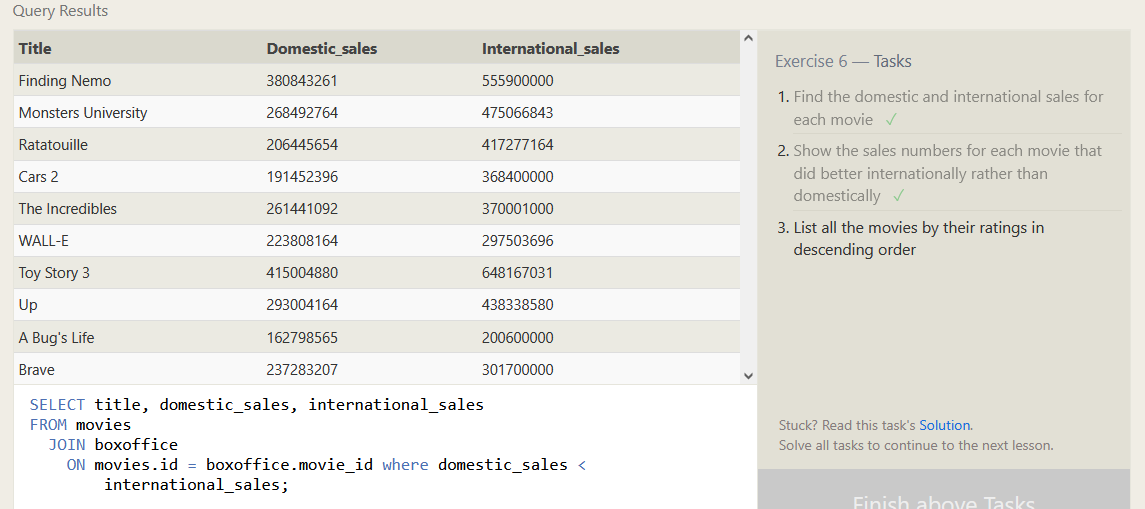 Query Results
Title Domestic_sales International_sales
Finding Nemo 380843261 555900000
Monsters University 268492764 475066843
Ratatouille 206445654 417277164
Cars 2 191452396 368400000
The Incredibles 261441092 370001000
WALL-E 223808164 297503696
Toy Story 3 415004880 648167031
Up 293004164 438338580
A Bug's Life 162798565 200600000
Brave 237283207 301700000
SELECT title, domestic_sales, international_sales
FROM movies
JOIN boxoffice
ON movies.id = boxoffice.movie_id where domestic_sales <
international_sales;
Exercise 6 — Tasks
1. Find the domestic and international sales for
each movie ✓
2. Show the sales numbers for each movie that
did better internationally rather than
domestically ✓
3. List all the movies by their ratings in
descending order
Stuck? Read this task's Solution.
Solve all tasks to continue to the next lesson.
Finish above Tasks